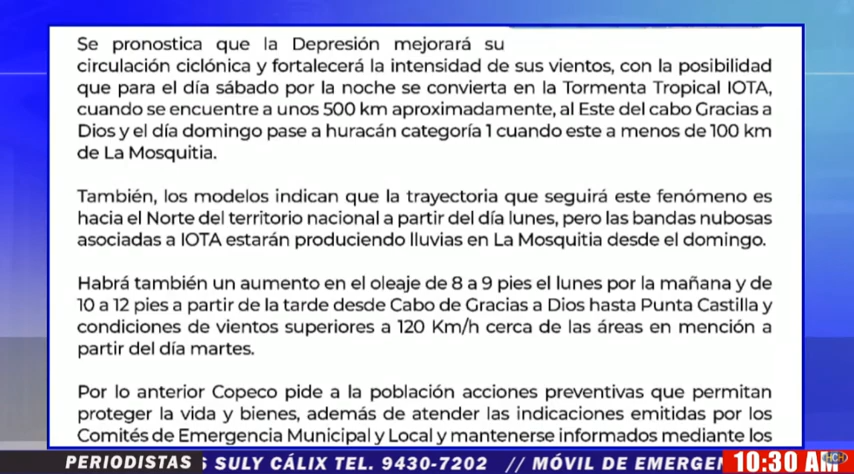 Se pronostica que la Depresión mejorará su
circulación ciclónica y fortalecerá la intensidad de sus vientos, con la posibilidad
que para el día sábado por la noche se convierta en la Tormenta Tropical IOTA,
cuando se encuentre a unos 500 km aproximadamente, al Este del cabo Gracias a
Dios y el día domingo pase a huracán categoría 1 cuando este a menos de 100 km
de La Mosquitia.
También, los modelos indican que la trayectoria que seguirá este fenómeno es
hacia el Norte del territorio nacional a partir del día lunes, pero las bandas nubosas
asociadas a IOTA estarán produciendo lluvias en La Mosquitia desde el domingo.
Habrá también un aumento en el oleaje de 8 a 9 pies el lunes por la mañana y de
10 a 12 pies a partir de la tarde desde Cabo de Gracias a Dios hasta Punta Castilla y
condiciones de vientos superiores a 120 Km/h cerca de las áreas en mención a
partir del día martes.
Por lo anterior Copeco pide a la población acciones preventivas que permitan
proteger la vida y bienes, además de atender las indicaciones emitidas por los
Comités de Emergencia Municipal y Local y mantenerse informados mediante los
PERIODISTAS S SULY CÁLIX TEL. 9430-7202 // MÓVIL DE EMERGEN 10:30 AM
HCH